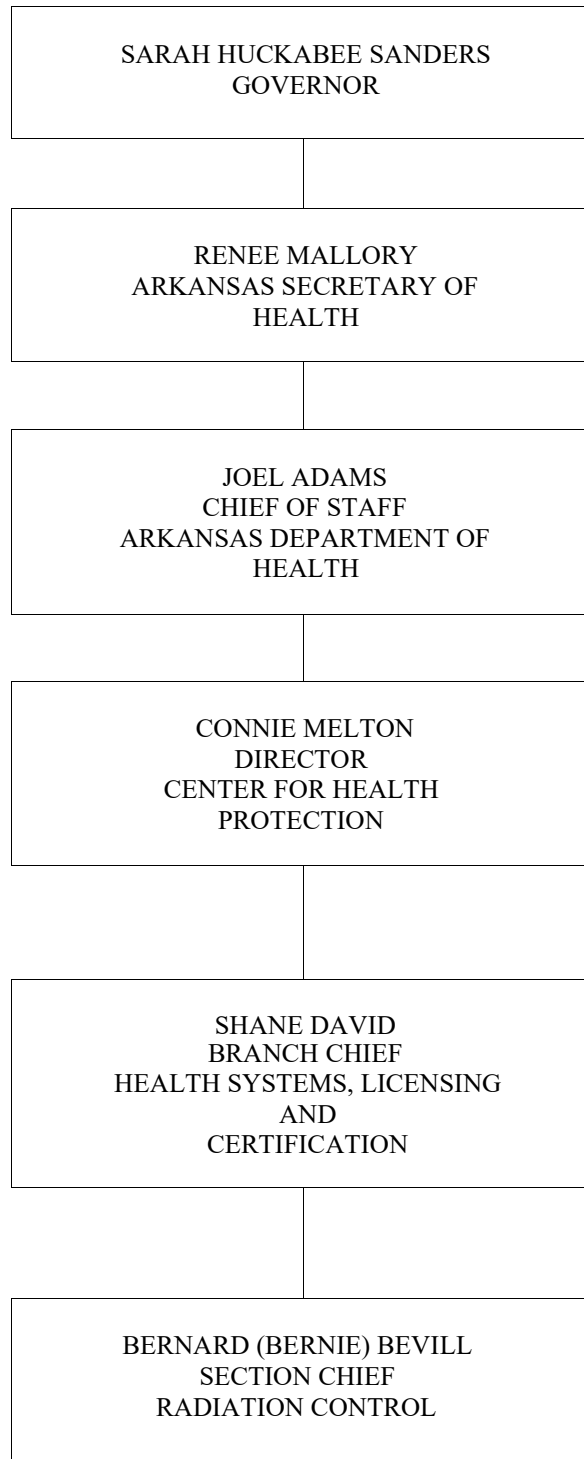 SARAH HUCKABEE SANDERS
GOVERNOR
RENEE MALLORY
ARKANSAS SECRETARY OF
HEALTH
JOEL ADAMS
CHIEF OF STAFF
ARKANSAS DEPARTMENT OF
HEALTH
CONNIE MELTON
DIRECTOR
CENTER FOR HEALTH
PROTECTION
SHANE DAVID
BRANCH CHIEF
HEALTH SYSTEMS, LICENSING
AND
CERTIFICATION
BERNARD (BERNIE) BEVILL
SECTION CHIEF
RADIATION CONTROL